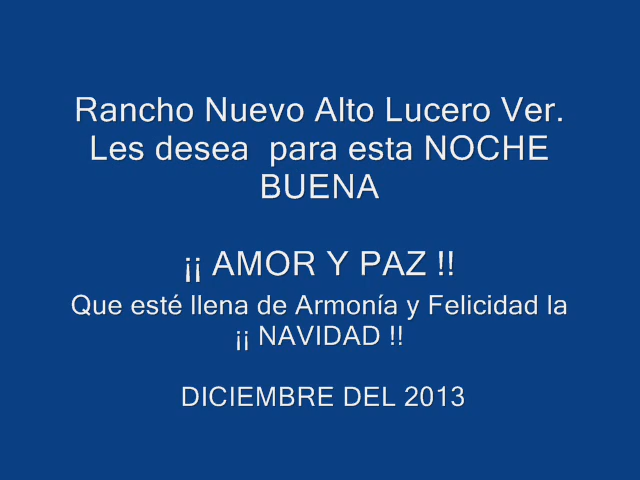 Rancho Nuevo Alto Lucero Ver.
Les desea  para esta NOCHE
BUENA
¡¡ AMOR Y PAZ !!
Que esté llena de Armonía y Felicidad la
¡¡ NAVIDAD !!
DICIEMBRE DEL 2013